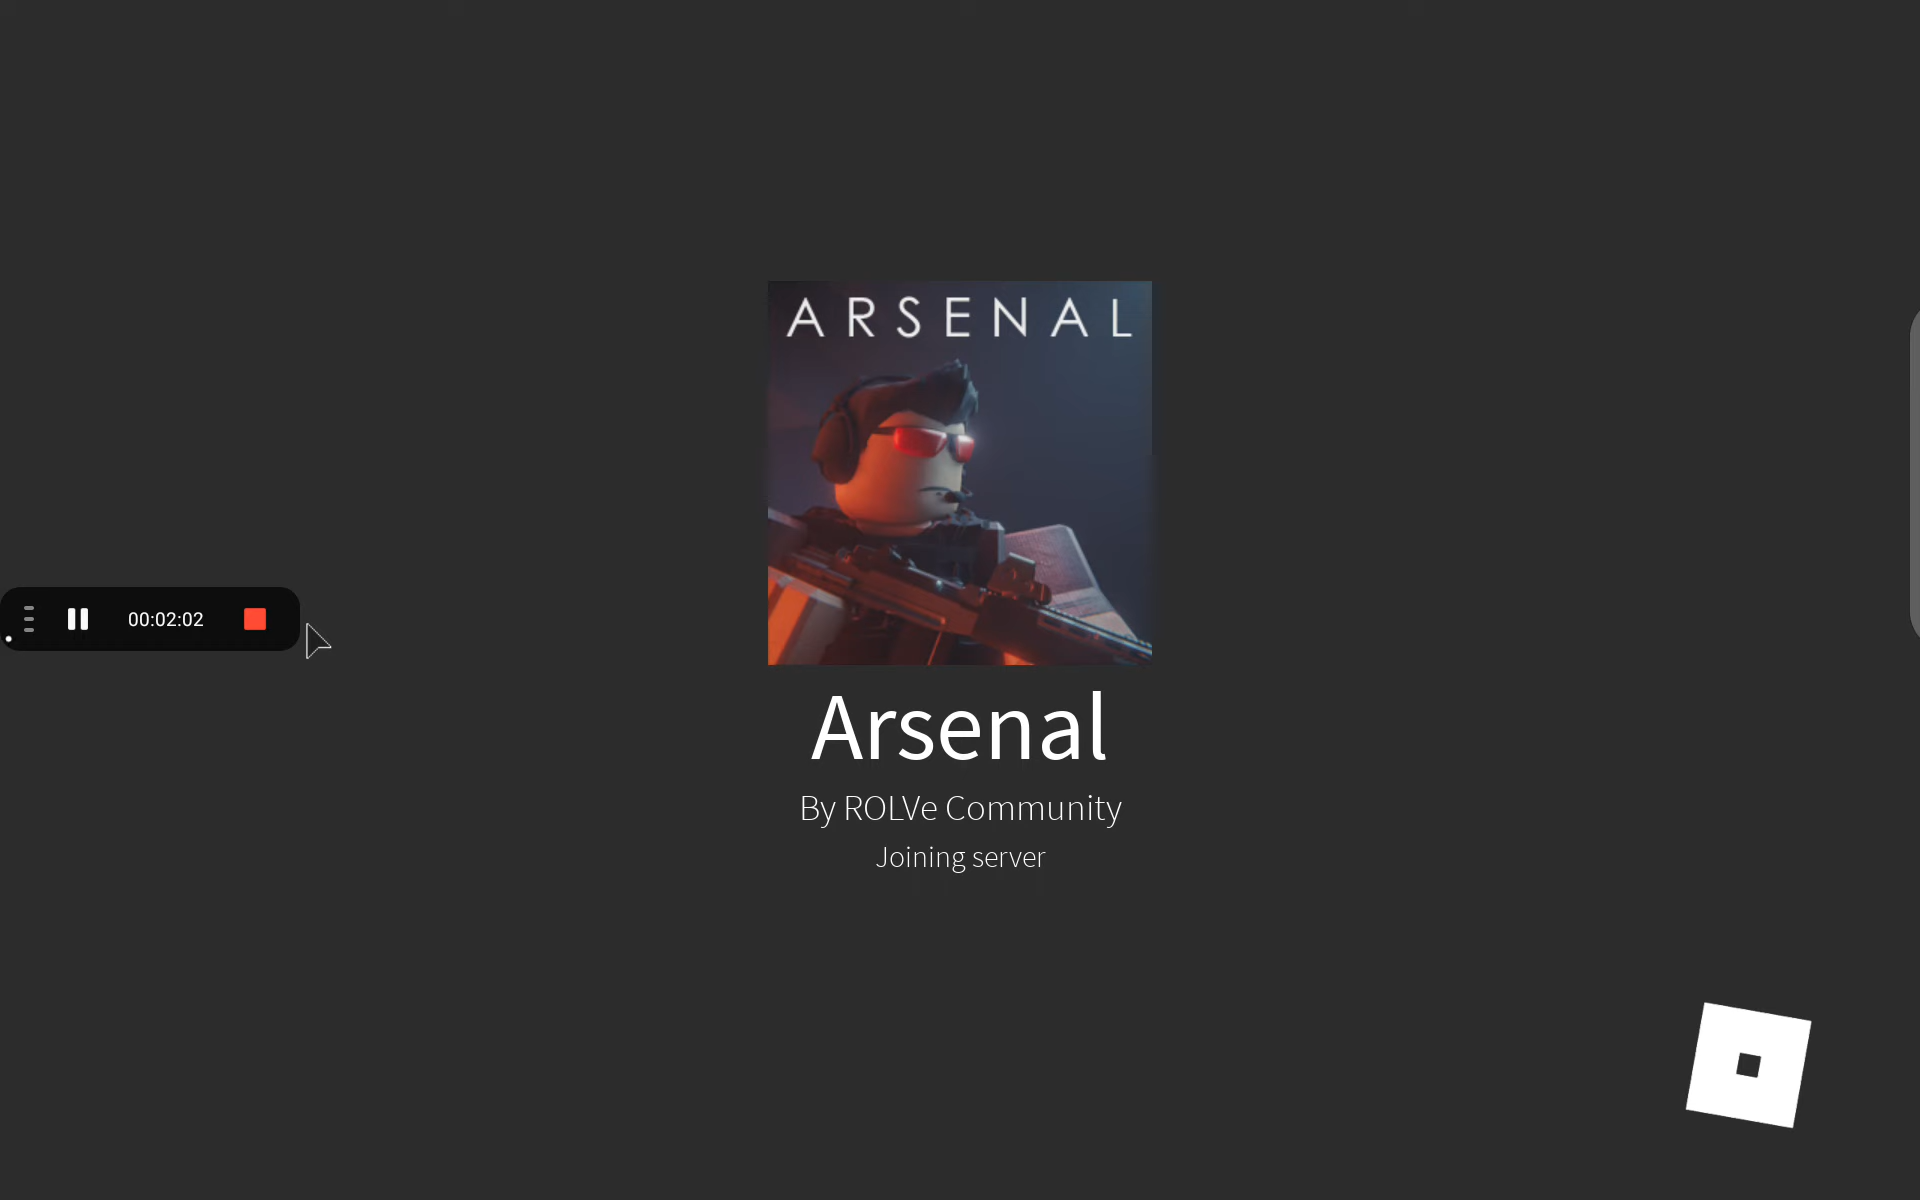 ARSENAL
00:02:02
Arsenal
By ROLVe Community
Joining server